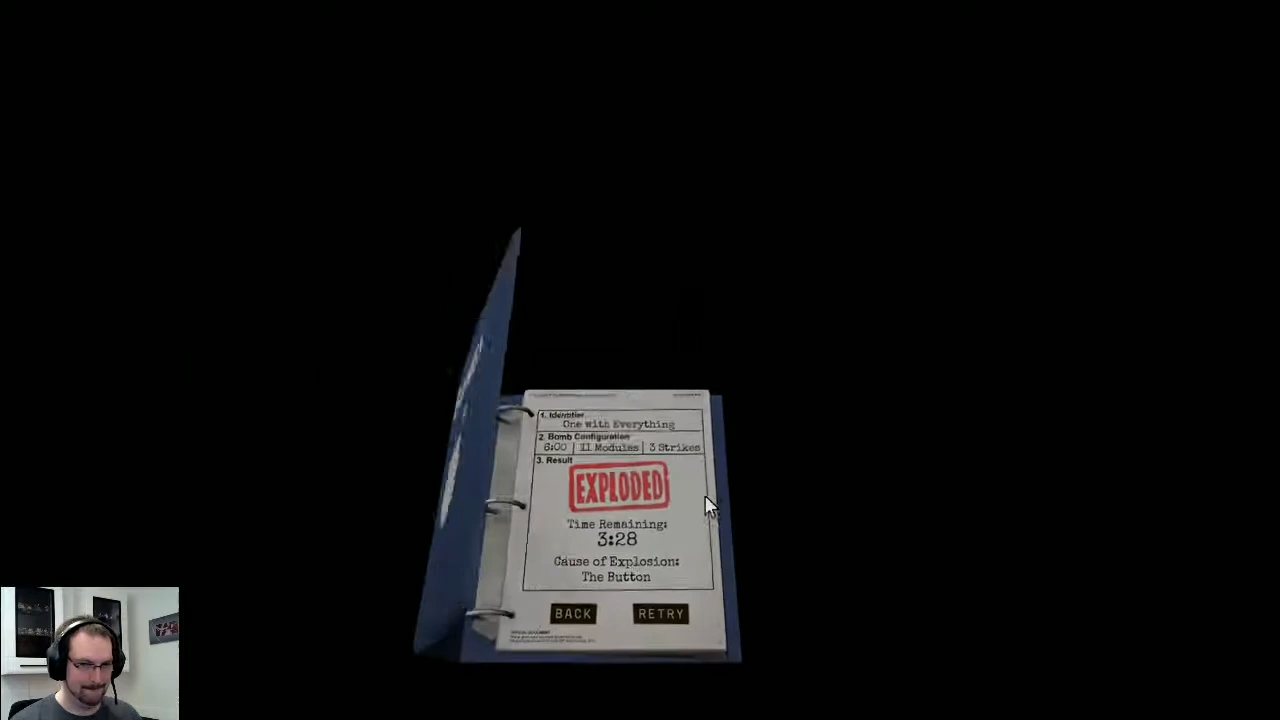 1. Identifier
One with Everything
2. Bomb Configuration
6:00 | 11 Modules | 3 Strikes
3. Result
EXPLODED
Time Remaining:
3:28
Cause of Explosion:
The Button
BACK RETRY